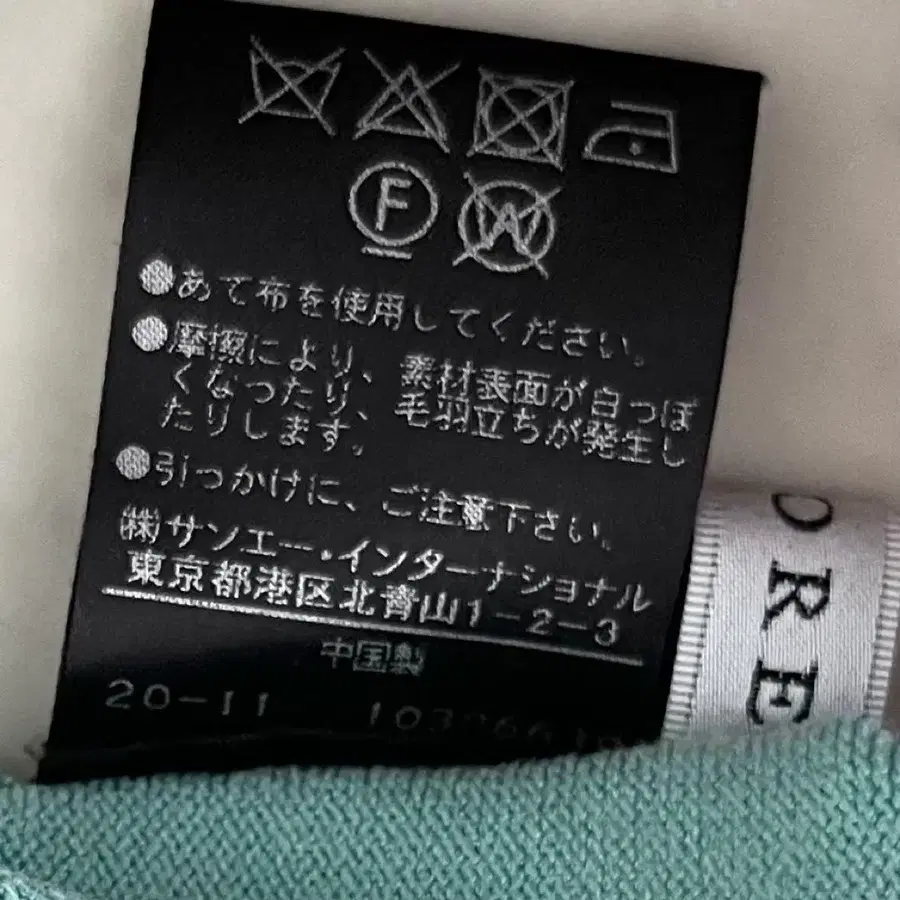 F W
●あて布を使用してください。
●摩擦により、素材表面が白っぽ
くなったり、毛羽立ちが発生し
たりします。
●引っかけに、ご注意下さい。
㈱サンエー・インターナショナル
東京都港区北青山1-2-3
中国製
20-11
ORE